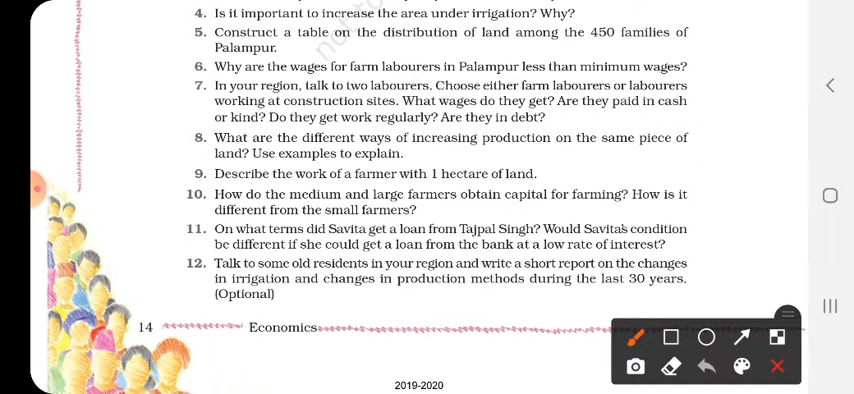 4. Is it important to increase the area under irrigation? Why?
5. Construct a table on the distribution of land among the 450 families of
Palampur.
6. Why are the wages for farm labourers in Palampur less than minimum wages?
7. In your region, talk to two labourers. Choose either farm labourers or labourers
working at construction sites. What wages do they get? Are they paid in cash
or kind? Do they get work regularly? Are they in debt?
8. What are the different ways of increasing production on the same piece of
land? Use examples to explain.
9. Describe the work of a farmer with 1 hectare of land.
10. How do the medium and large farmers obtain capital for farming? How is it
different from the small farmers?
11. On what terms did Savita get a loan from Tajpal Singh? Would Savita's condition
be different if she could get a loan from the bank at a low rate of interest?
12. Talk to some old residents in your region and write a short report on the changes
in irrigation and changes in production methods during the last 30 years.
(Optional)
14 Economics
2019-2020